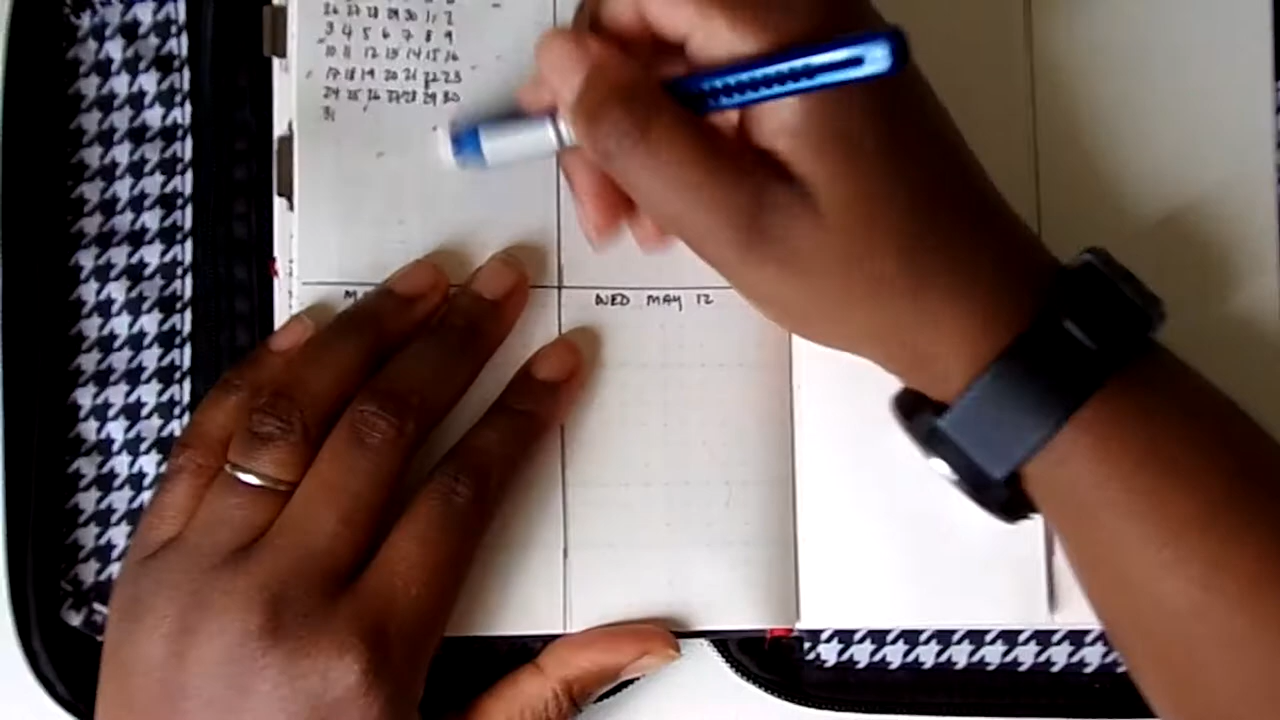 26 27 28 29 30 1 2
3 4 5 6 7 8 9
10 11 12 13 14 15 16
17 18 19 20 21 22 23
24 25 26 27 28 29 30
31
WED MAY 12